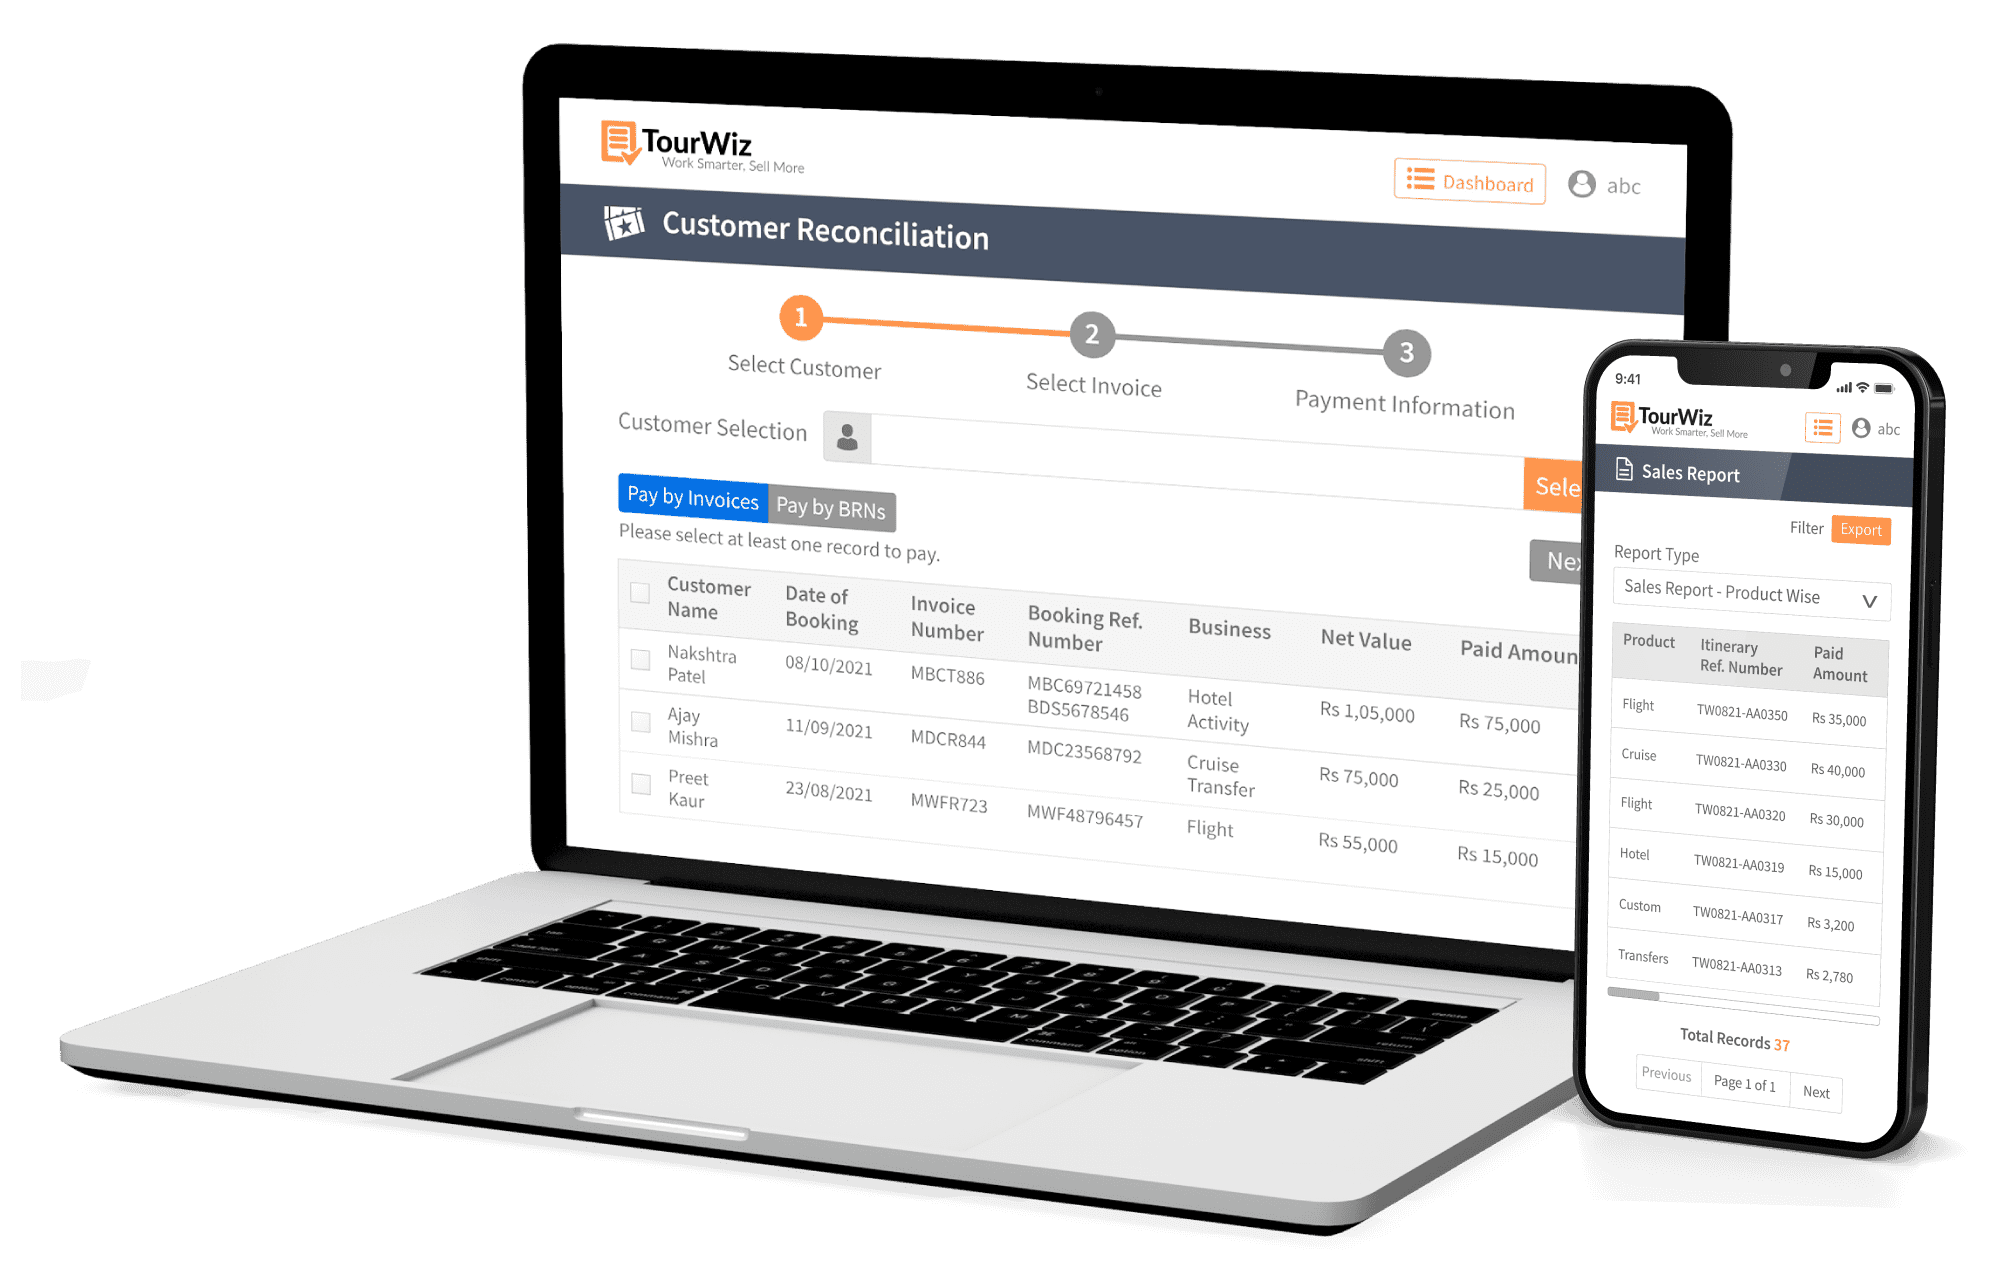 TourWiz
Work Smarter, Sell More
Dashboard
abc
Customer Reconciliation
1
2
3
Select Customer
Select Invoice
Payment Information
Customer Selection
Pay by Invoices
Pay by BRNs
Please select at least one record to pay.
Customer Name
Date of Booking
Invoice Number
Booking Ref. Number
Business
Net Value
Nakshtra Patel
08/10/2021
MBCT886
MBC69721458
BDS5678546
Hotel
Activity
Rs 1,05,000
Rs 75,000
Ajay Mishra
11/09/2021
MDCR844
MDC23568792
Cruise
Transfer
Rs 75,000
Rs 25,000
Preet Kaur
23/08/2021
MWFR723
MWF48796457
Flight
Rs 55,000
Rs 15,000
9:41
TourWiz
Work Smarter, Sell More
abc
Sales Report
Filter
Export
Report Type
Sales Report - Product Wise
Product
Itinerary Ref. Number
Paid Amount
Flight TW0821-AA0350 Rs 35,000
Cruise TW0821-AA0330 Rs 40,000
Flight TW0821-AA0320 Rs 30,000
Hotel TW0821-AA0319 Rs 15,000
Custom TW0821-AA0317 Rs 3,200
Transfers TW0821-AA0313 Rs 2,780
Total Records 37
Previous
Page 1 of 1
Next